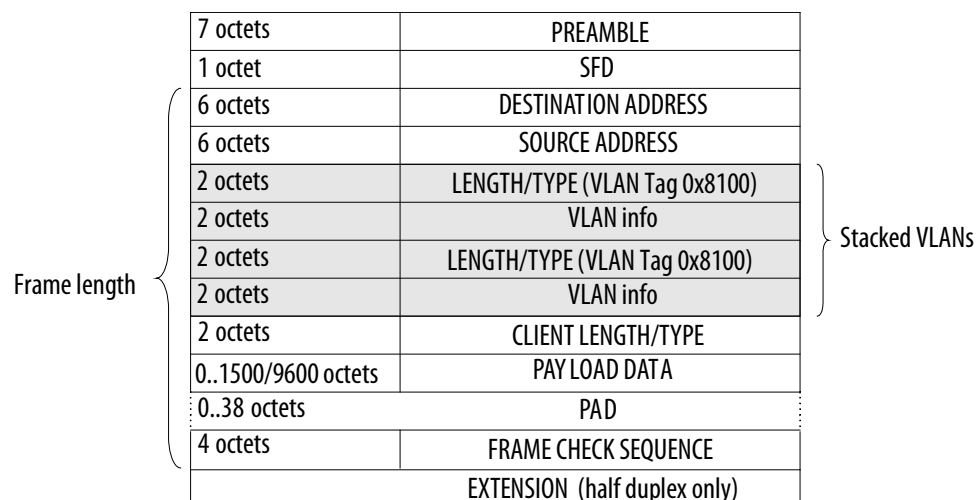 7 octets PREAMBLE
1 octet SFD
6 octets DESTINATION ADDRESS
6 octets SOURCE ADDRESS
2 octets LENGTH/TYPE (VLAN Tag 0x8100)
2 octets VLAN info
Stacked VLANs
2 octets LENGTH/TYPE (VLAN Tag 0x8100)
Frame length
2 octets VLAN info
2 octets CLIENT LENGTH/TYPE
0..1500/9600 octets PAY LOAD DATA
0..38 octets PAD
4 octets FRAME CHECK SEQUENCE
EXTENSION (half duplex only)